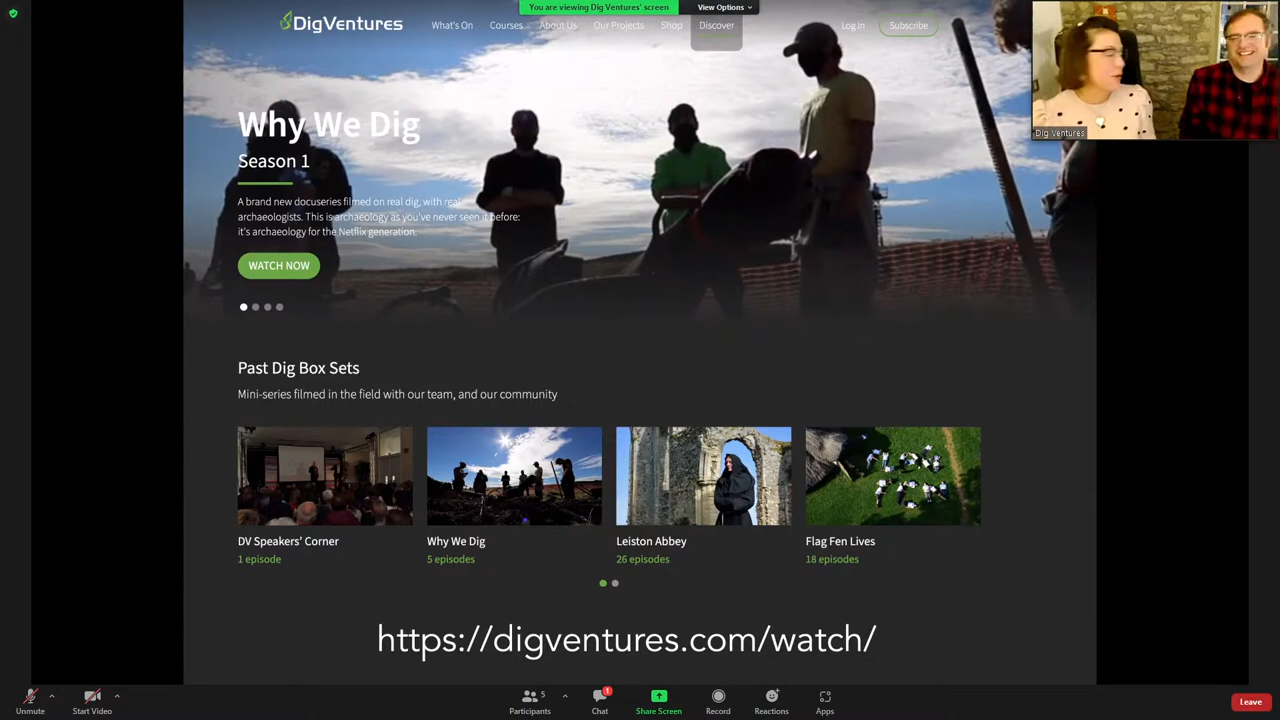 You are viewing Dig Ventures' screen
View Options
DigVentures
What's On
Courses
About Us
Our Projects
Shop
Discover
Log In
Subscribe
Dig Ventures
Why We Dig
Season 1
A brand new docuseries filmed on real dig, with real
archaeologists. This is archaeology as you've never seen it before:
it's archaeology for the Netflix generation.
WATCH NOW
Past Dig Box Sets
Mini-series filmed in the field with our team, and our community
DV Speakers' Corner
1 episode
Why We Dig
5 episodes
Leiston Abbey
26 episodes
Flag Fen Lives
18 episodes
https://digventures.com/watch/
Unmute
Start Video
5
Participants
1
Chat
Share Screen
Record
Reactions
Apps
Leave